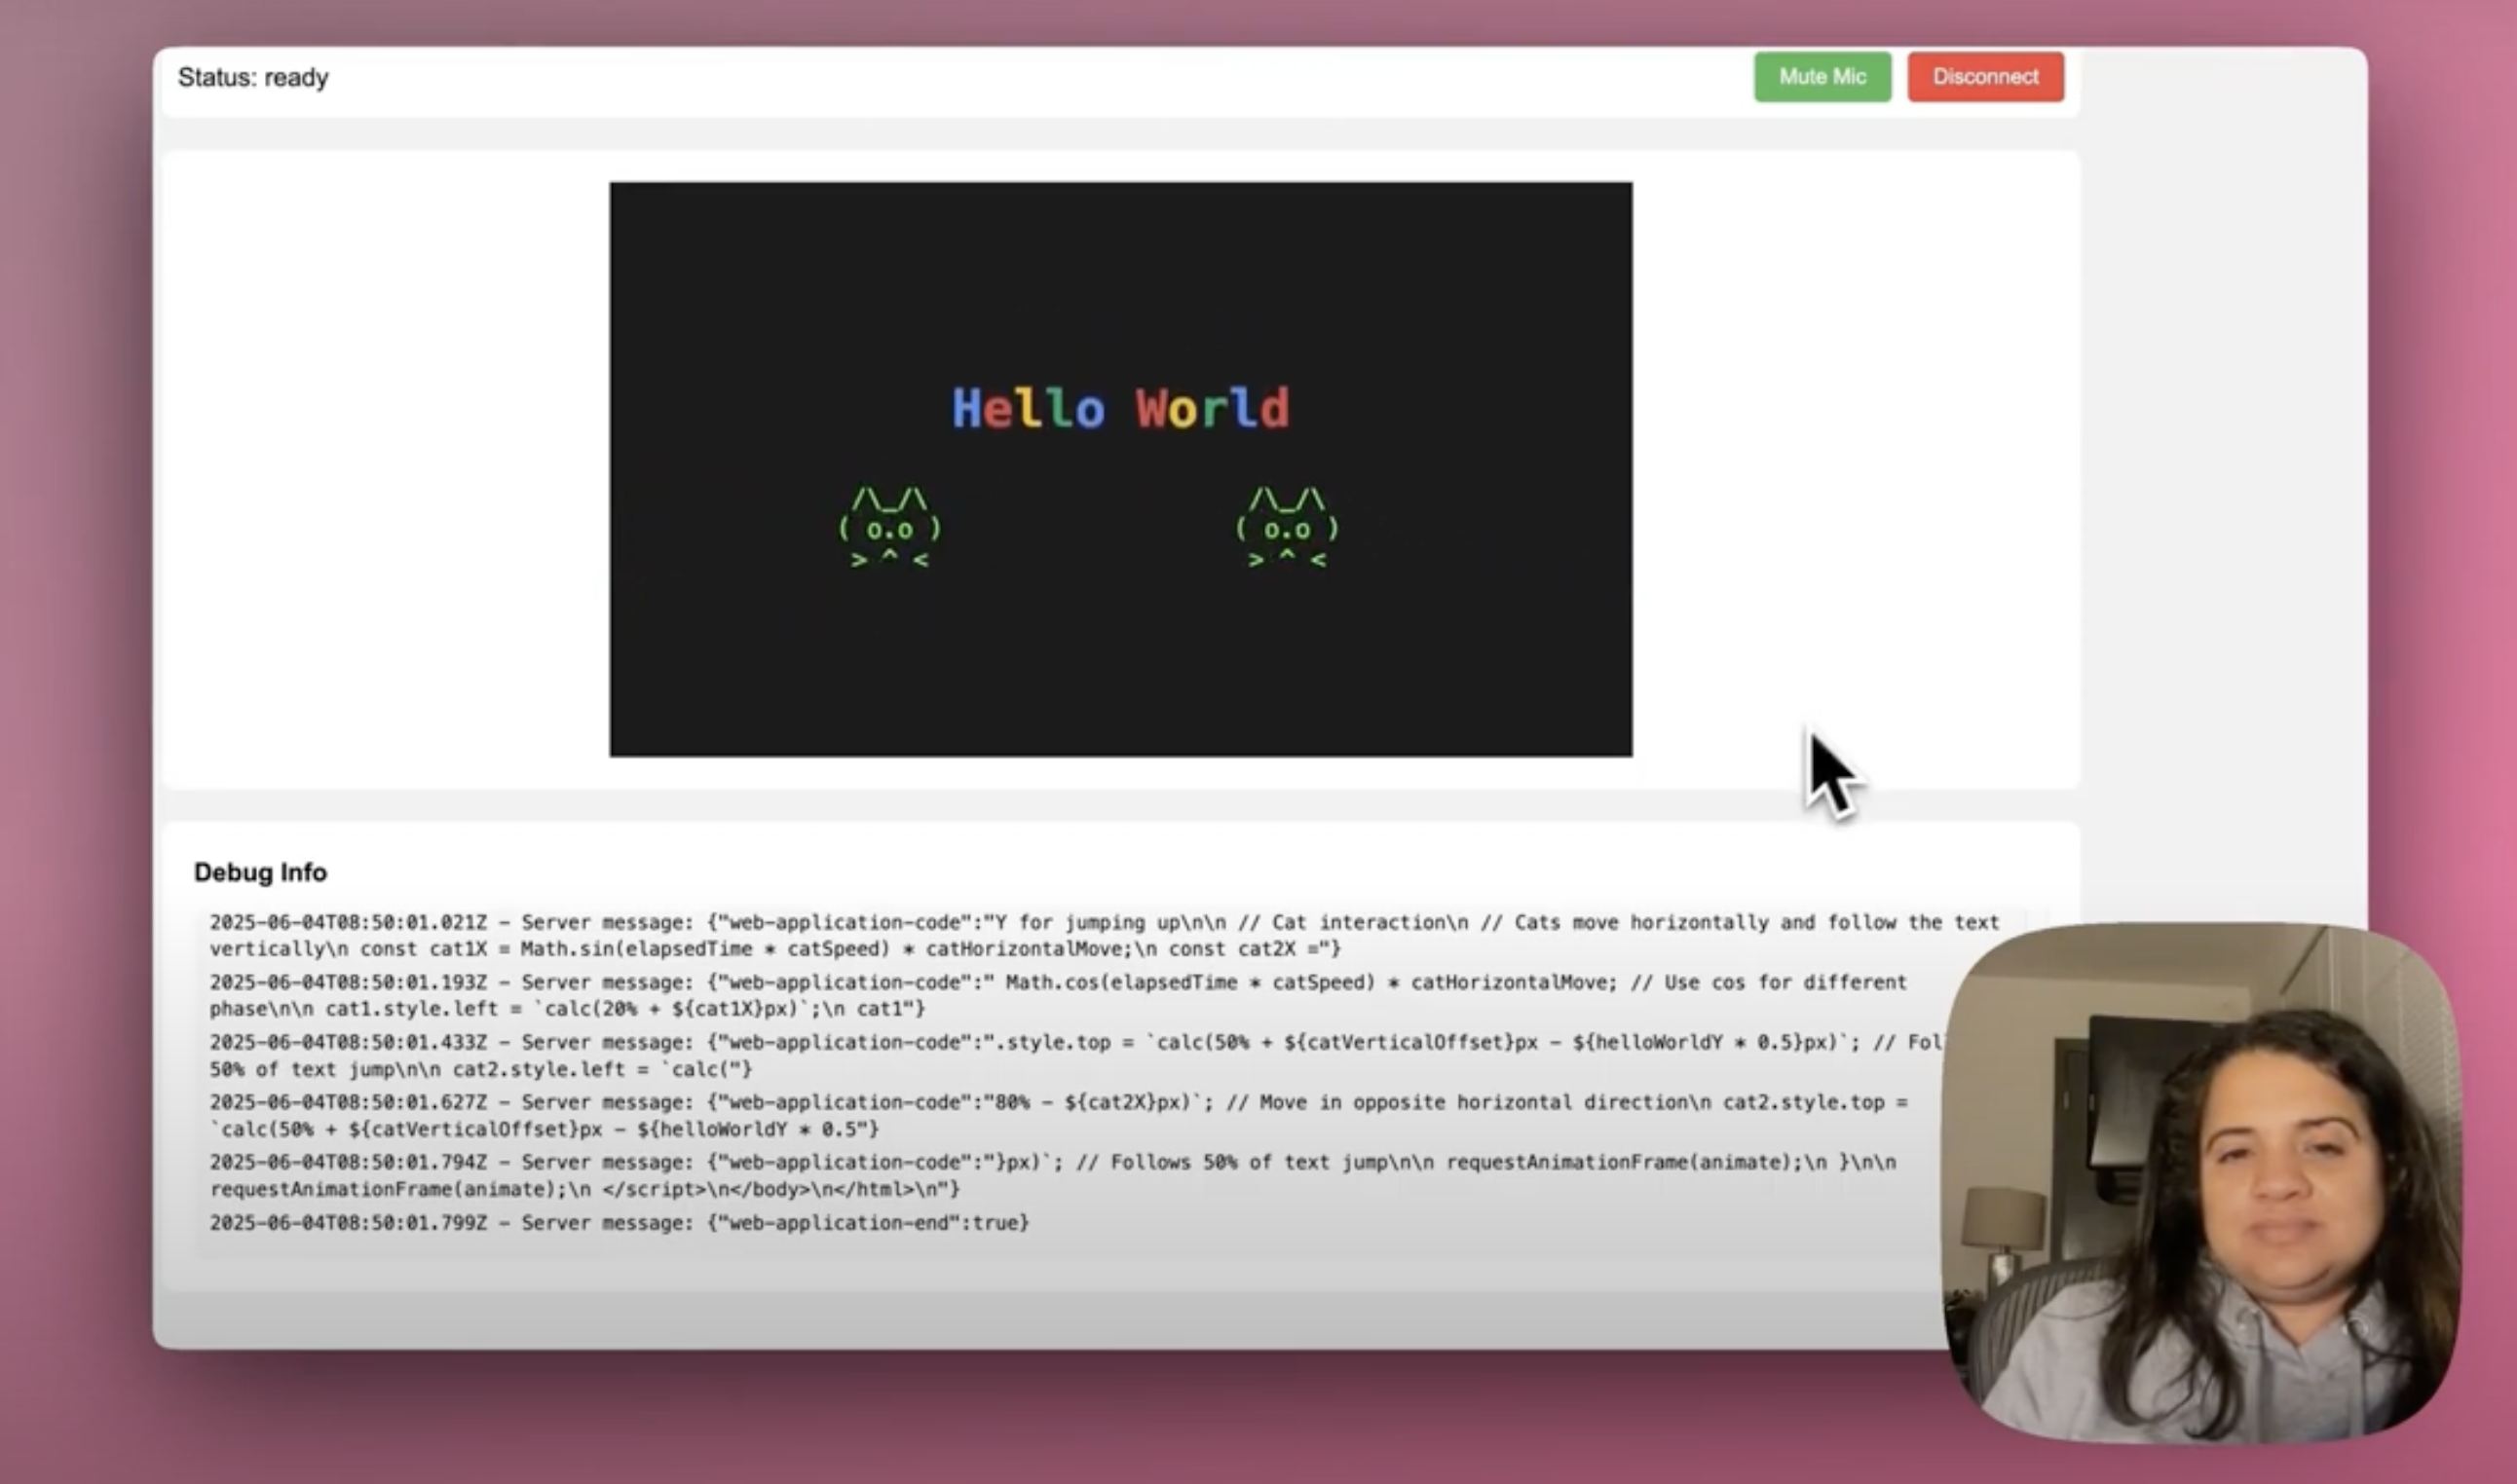 Status: ready
Mute Mic
Disconnect
Hello World
/\_/\ /\_/\
( o.o ) ( o.o )
> ^ < > ^ <
Debug Info
2025-06-04T08:50:01.021Z - Server message: {"web-application-code":"Y for jumping up\n\n // Cat interaction\n // Cats move horizontally and follow the text
vertically\n const cat1X = Math.sin(elapsedTime * catSpeed) * catHorizontalMove;\n const cat2X ="}
2025-06-04T08:50:01.193Z - Server message: {"web-application-code":" Math.cos(elapsedTime * catSpeed) * catHorizontalMove; // Use cos for different
phase\n\n cat1.style.left = `calc(20% + ${cat1X}px)`;\n cat1"}
2025-06-04T08:50:01.433Z - Server message: {"web-application-code":".style.top = `calc(50% + ${catVerticalOffset}px - ${helloWorldY * 0.5}px)`; // Fol
50% of text jump\n\n cat2.style.left = `calc("}
2025-06-04T08:50:01.627Z - Server message: {"web-application-code":"80% - ${cat2X}px)`; // Move in opposite horizontal direction\n cat2.style.top =
`calc(50% + ${catVerticalOffset}px - ${helloWorldY * 0.5"}
2025-06-04T08:50:01.794Z - Server message: {"web-application-code":"}px)`; // Follows 50% of text jump\n\n requestAnimationFrame(animate);\n }\n\n
requestAnimationFrame(animate);\n </script>\n</body>\n</html>\n"}
2025-06-04T08:50:01.799Z - Server message: {"web-application-end":true}